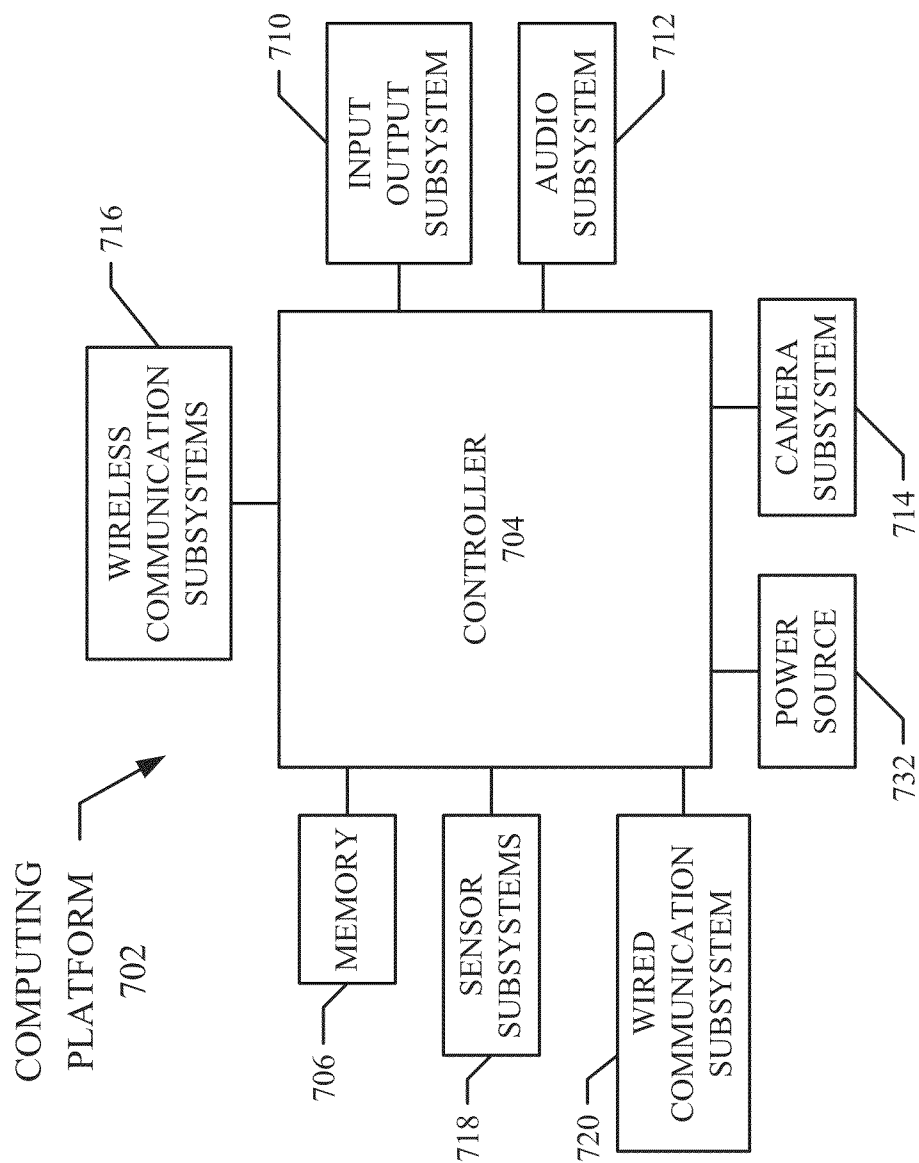 COMPUTING
PLATFORM
702
WIRELESS
COMMUNICATION
SUBSYSTEMS
716
MEMORY
706
SENSOR
SUBSYSTEMS
718
WIRED
COMMUNICATION
SUBSYSTEM
720
CONTROLLER
704
INPUT
OUTPUT
SUBSYSTEM
710
AUDIO
SUBSYSTEM
712
POWER
SOURCE
732
CAMERA
SUBSYSTEM
714